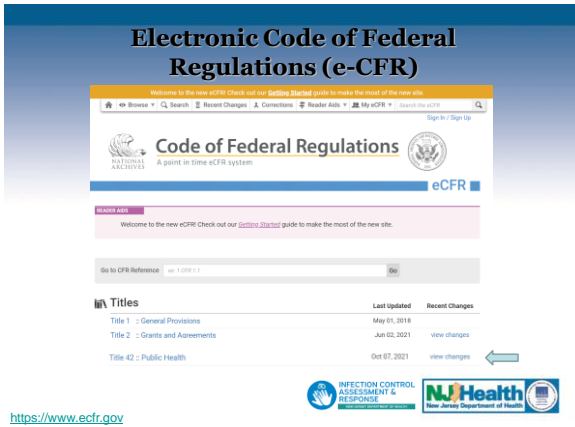 Electronic Code of Federal
Regulations (e-CFR)
Welcome to the new eCFR! Check out our Getting Started guide to make the most of the new site.
Browse Search Recent Changes Corrections Reader Aids My eCFR Search the eCFR
Sign In / Sign Up
NATIONAL
ARCHIVES
Code of Federal Regulations
A point in time eCFR system
eCFR
READER AIDS
Welcome to the new eCFR! Check out our Getting Started guide to make the most of the new site.
Go to CFR Reference ex: 1 CFR 1.1 Go
Titles Last Updated Recent Changes
Title 1 :: General Provisions May 01, 2018
Title 2 :: Grants and Agreements Jun 02, 2021 view changes
Title 42 :: Public Health Oct 07, 2021 view changes
INFECTION CONTROL
ASSESSMENT &
RESPONSE
NEW JERSEY DEPARTMENT OF HEALTH
NJHealth
New Jersey Department of Health
https://www.ecfr.gov